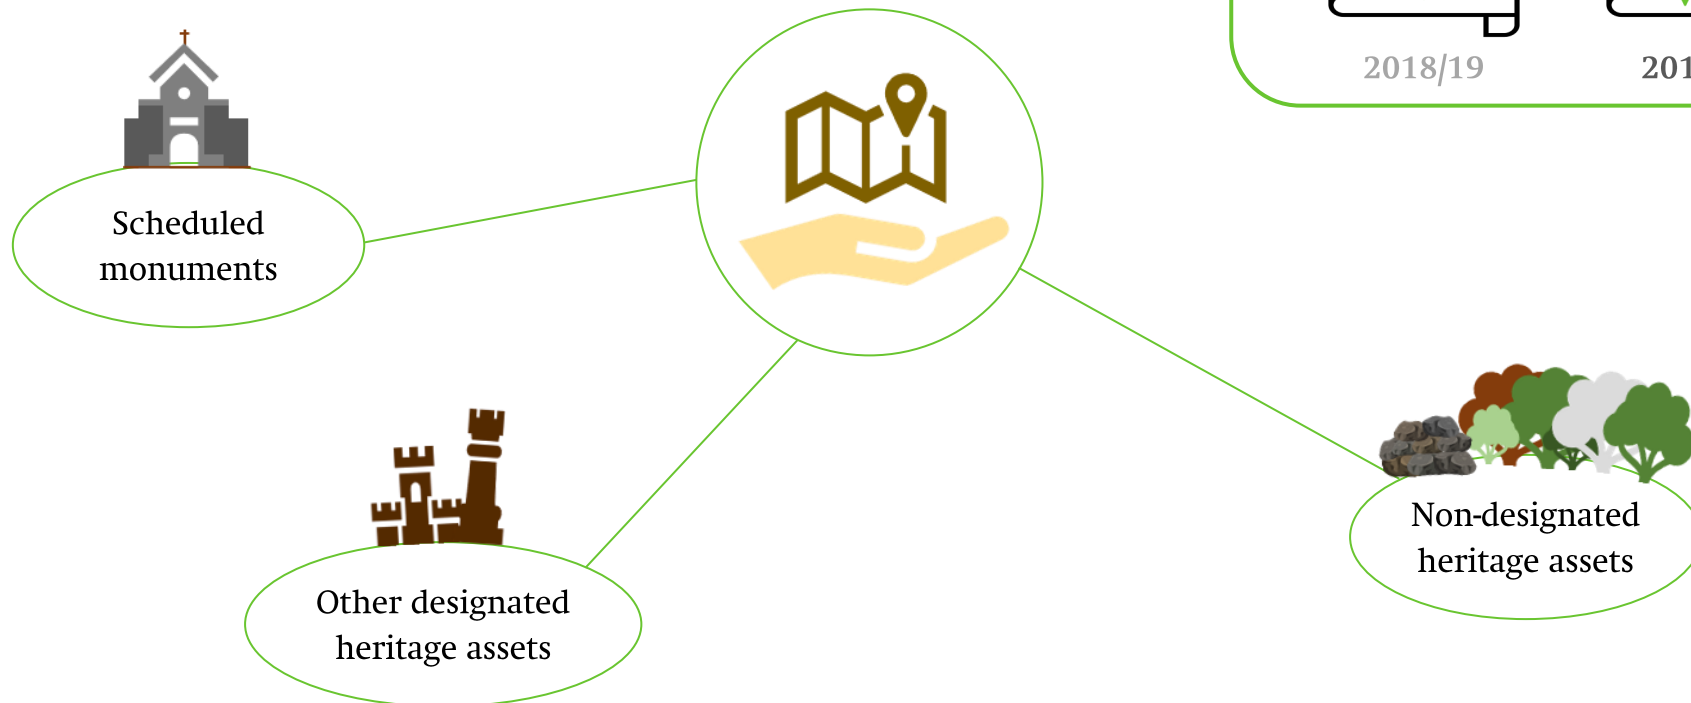 2018/19
Scheduled
monuments
Non-designated
heritage assets
Other designated
heritage assets